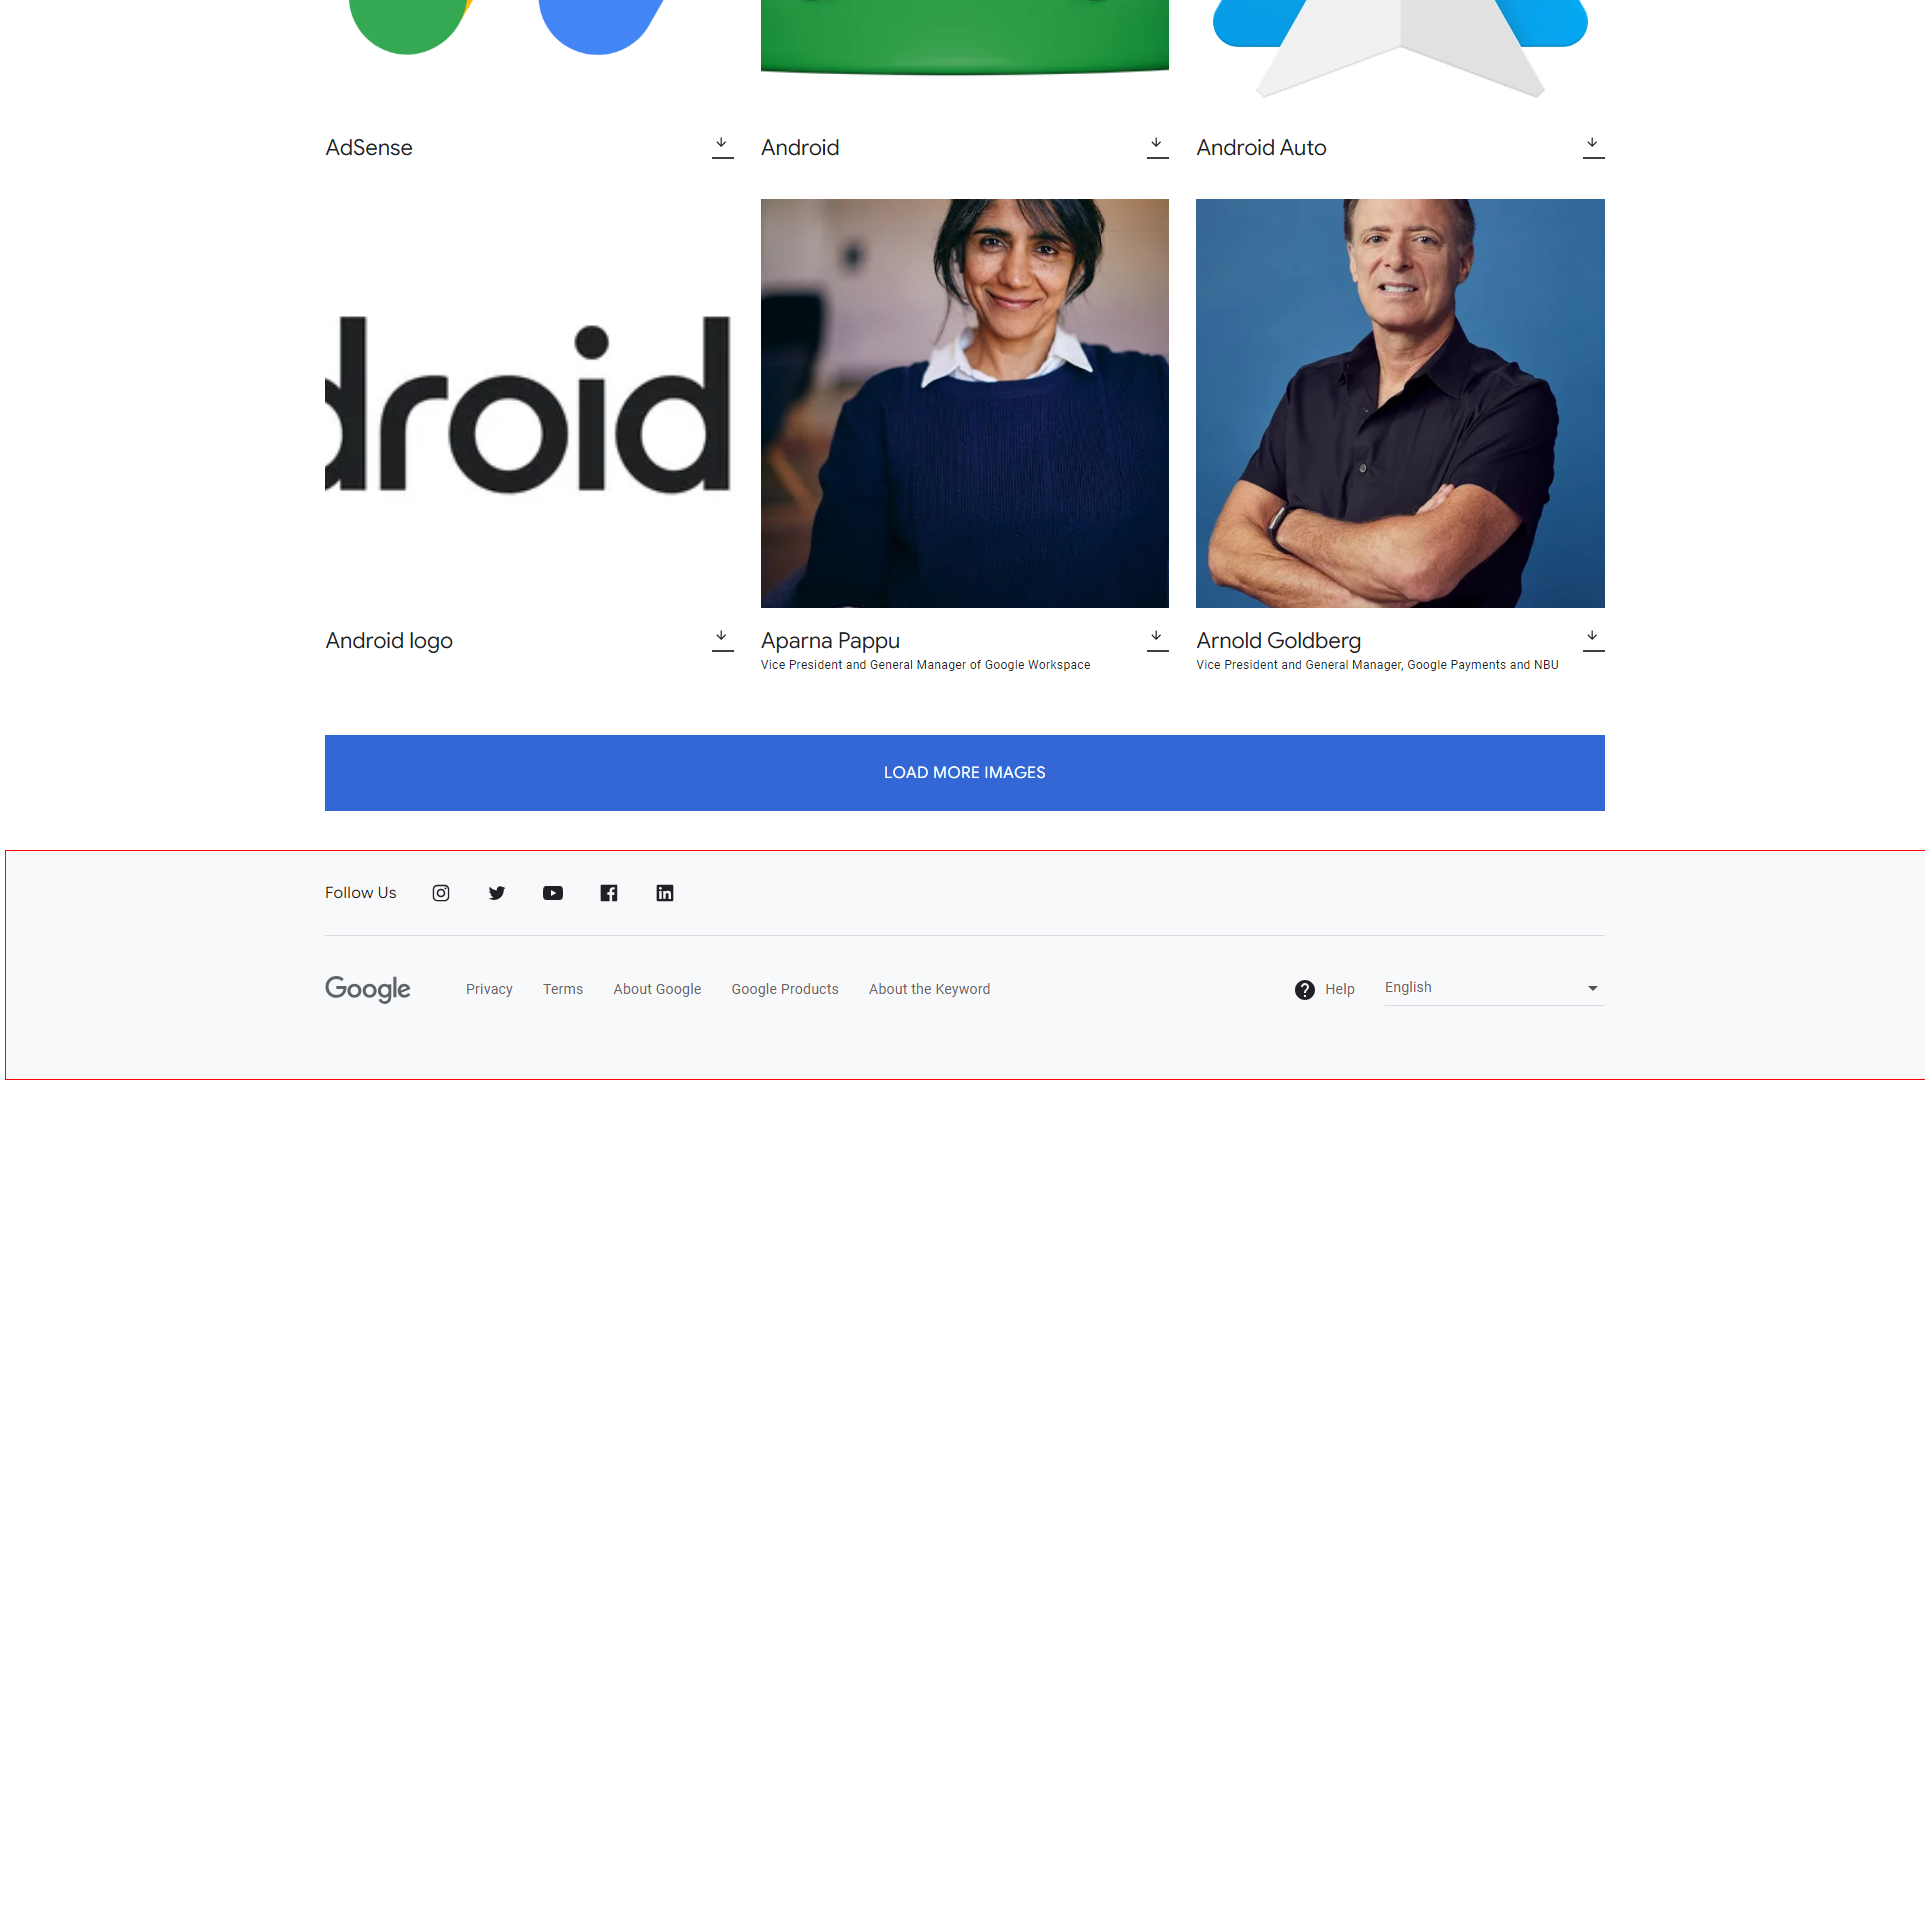 AdSense
Android
Android Auto
droid
Android logo
Aparna Pappu
Vice President and General Manager of Google Workspace
Arnold Goldberg
Vice President and General Manager, Google Payments and NBU
LOAD MORE IMAGES
Follow Us
Google Privacy Terms About Google Google Products About the Keyword Help English